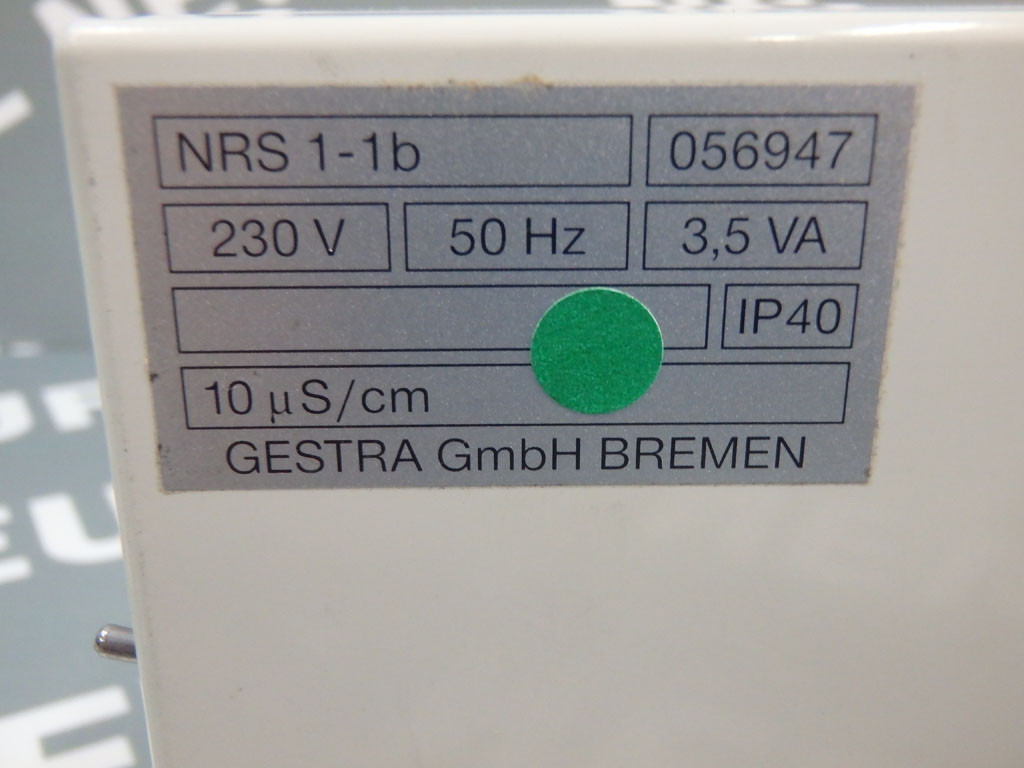 NRS 1-1b 056947
230 V 50 Hz 3,5 VA
IP40
10 µS/cm
GESTRA GmbH BREMEN